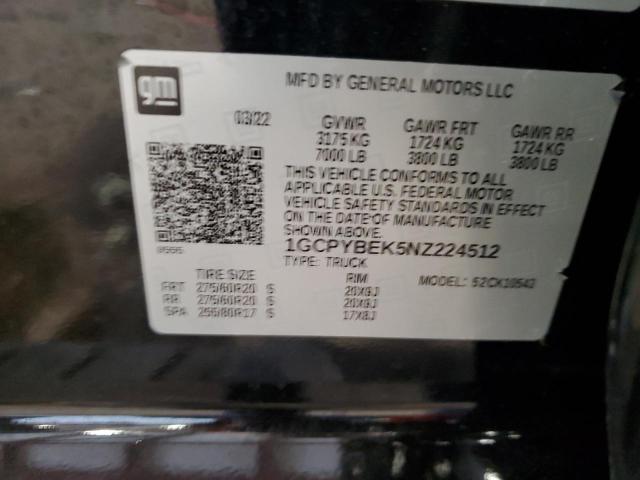 gm
MFD BY GENERAL MOTORS LLC
03/22 GVWR GAWR FRT GAWR RR
3175 KG 1724 KG 1724 KG
7000 LB 3800 LB 3800 LB
THIS VEHICLE CONFORMS TO ALL
APPLICABLE U.S. FEDERAL MOTOR
VEHICLE SAFETY STANDARDS IN EFFECT
ON THE DATE OF MANUFACTURE
SHOWN ABOVE.
1GCPYBEK5NZ224512
TYPE: TRUCK
MODEL: 52CK10543
TIRE SIZE RIM
FRT 275/60R20 S 20X9J
RR 275/60R20 S 20X9J
SPA 255/80R17 S 17X8J